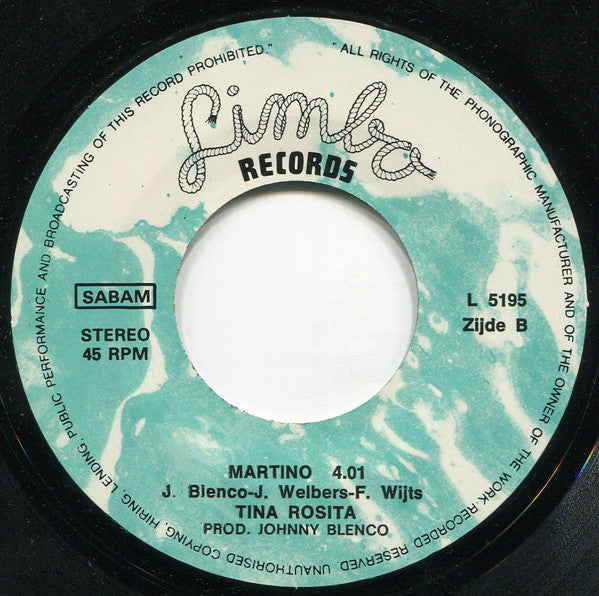 "ALL RIGHTS OF THE PHONOGRAPHIC MANUFACTURER AND OF THE OWNER OF THE WORK RECORDED RESERVED. UNAUTHORISED COPYING, HIRING, LENDING, PUBLIC PERFORMANCE AND BROADCASTING OF THIS RECORD PROHIBITED."
Limbo
RECORDS
SABAM
STEREO
45 RPM
L 5195
Zijde B
MARTINO 4.01
J. Blenco-J. Welbers-F. Wijts
TINA ROSITA
PROD. JOHNNY BLENCO